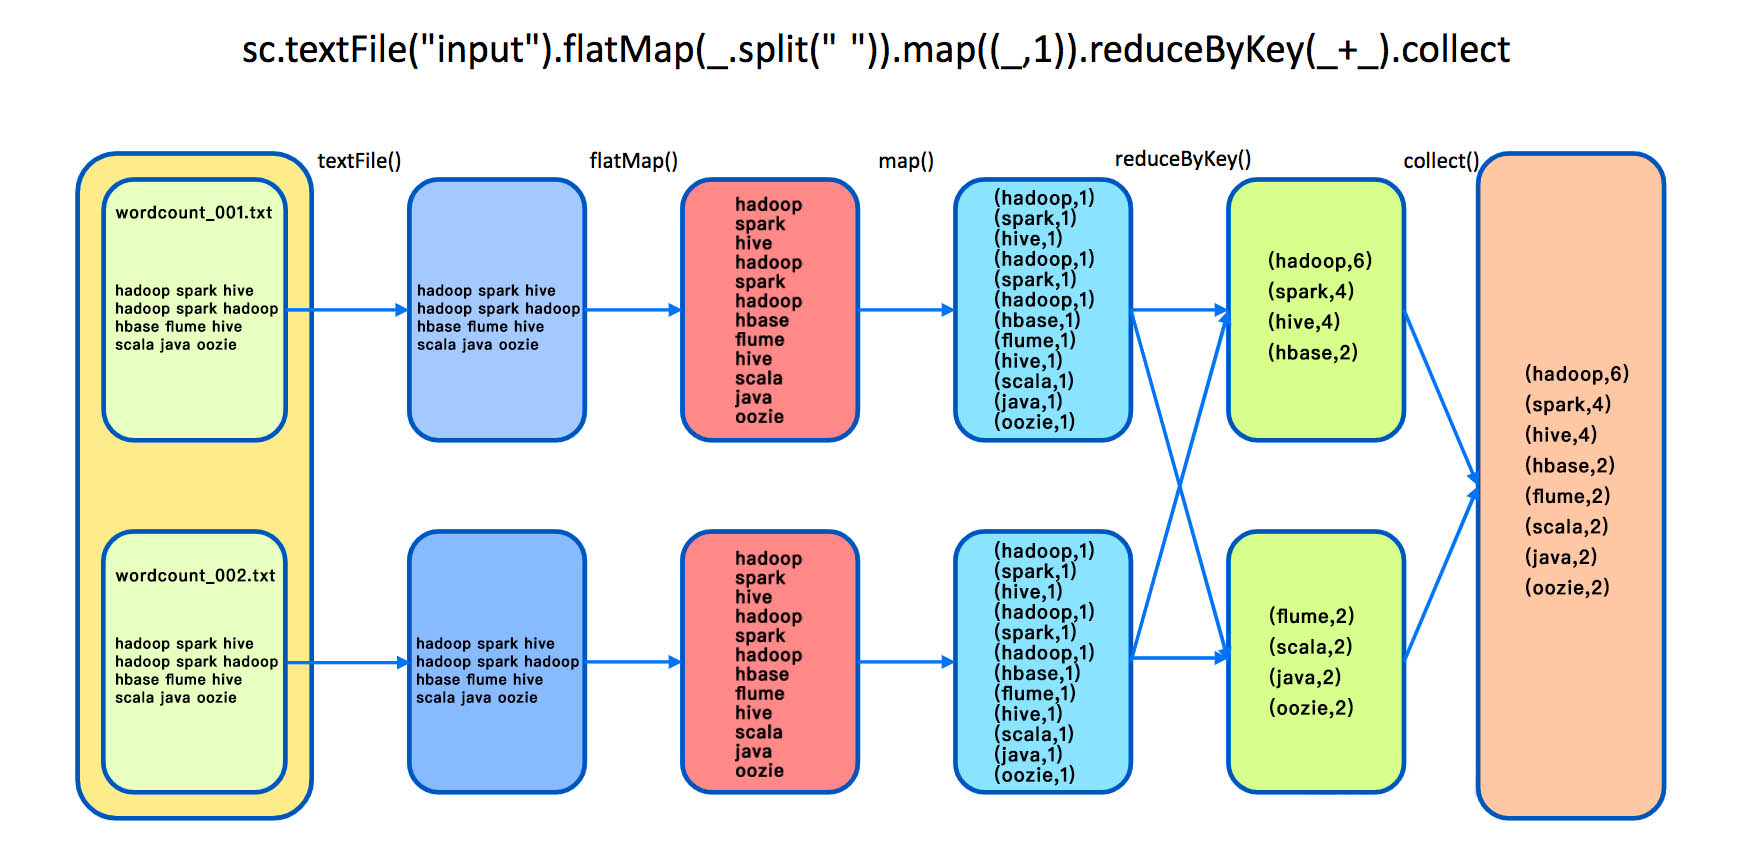 sc.textFile("input").flatMap(_.split(" ")).map((_,1)).reduceByKey(_+_).collect
textFile()
flatMap()
map()
reduceByKey()
collect()
wordcount_001.txt
hadoop spark hive
hadoop spark hadoop
hbase flume hive
scala java oozie
hadoop spark hive
hadoop spark hadoop
hbase flume hive
scala java oozie
hadoop
spark
hive
hadoop
spark
hadoop
hbase
flume
hive
scala
java
oozie
(hadoop,1)
(spark,1)
(hive,1)
(hadoop,1)
(spark,1)
(hadoop,1)
(hbase,1)
(flume,1)
(hive,1)
(scala,1)
(java,1)
(oozie,1)
(hadoop,6)
(spark,4)
(hive,4)
(hbase,2)
wordcount_002.txt
hadoop spark hive
hadoop spark hadoop
hbase flume hive
scala java oozie
hadoop spark hive
hadoop spark hadoop
hbase flume hive
scala java oozie
hadoop
spark
hive
hadoop
spark
hadoop
hbase
flume
hive
scala
java
oozie
(hadoop,1)
(spark,1)
(hive,1)
(hadoop,1)
(spark,1)
(hadoop,1)
(hbase,1)
(flume,1)
(hive,1)
(scala,1)
(java,1)
(oozie,1)
(flume,2)
(scala,2)
(java,2)
(oozie,2)
(hadoop,6)
(spark,4)
(hive,4)
(hbase,2)
(flume,2)
(scala,2)
(java,2)
(oozie,2)